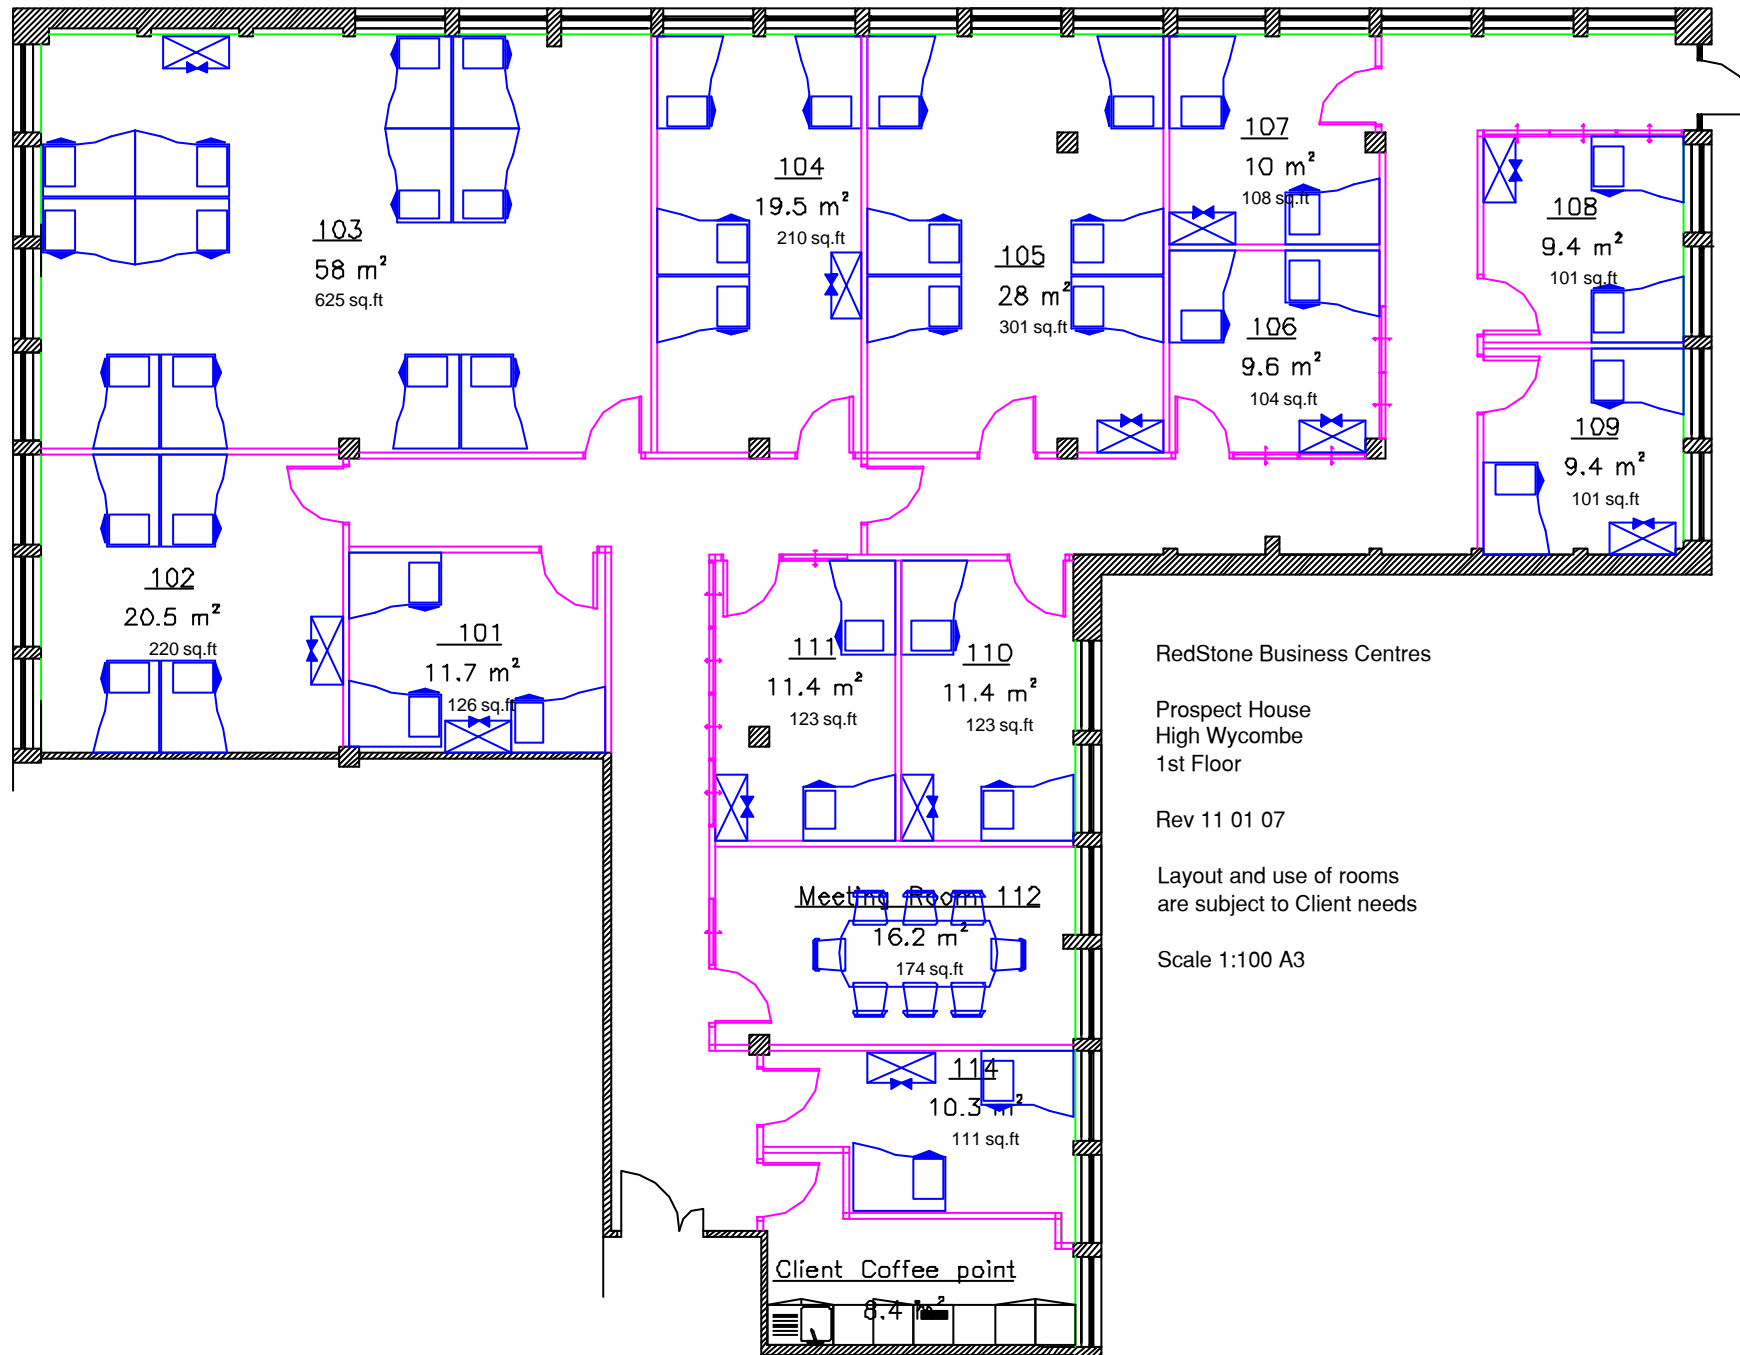 103
58 m²
625 sq.ft
104
19.5 m²
210 sq.ft
105
28 m²
301 sq.ft
107
10 m²
108 sq.ft
106
9.6 m²
104 sq.ft
108
9.4 m²
101 sq.ft
109
9.4 m²
101 sq.ft
102
20.5 m²
220 sq.ft
101
11.7 m²
126 sq.ft
111
11.4 m²
123 sq.ft
110
11.4 m²
123 sq.ft
Meeting Room 112
16.2 m²
174 sq.ft
114
10.3 m²
111 sq.ft
Client Coffee point
8.4 m²
RedStone Business Centres
Prospect House
High Wycombe
1st Floor
Rev 11 01 07
Layout and use of rooms
are subject to Client needs
Scale 1:100 A3